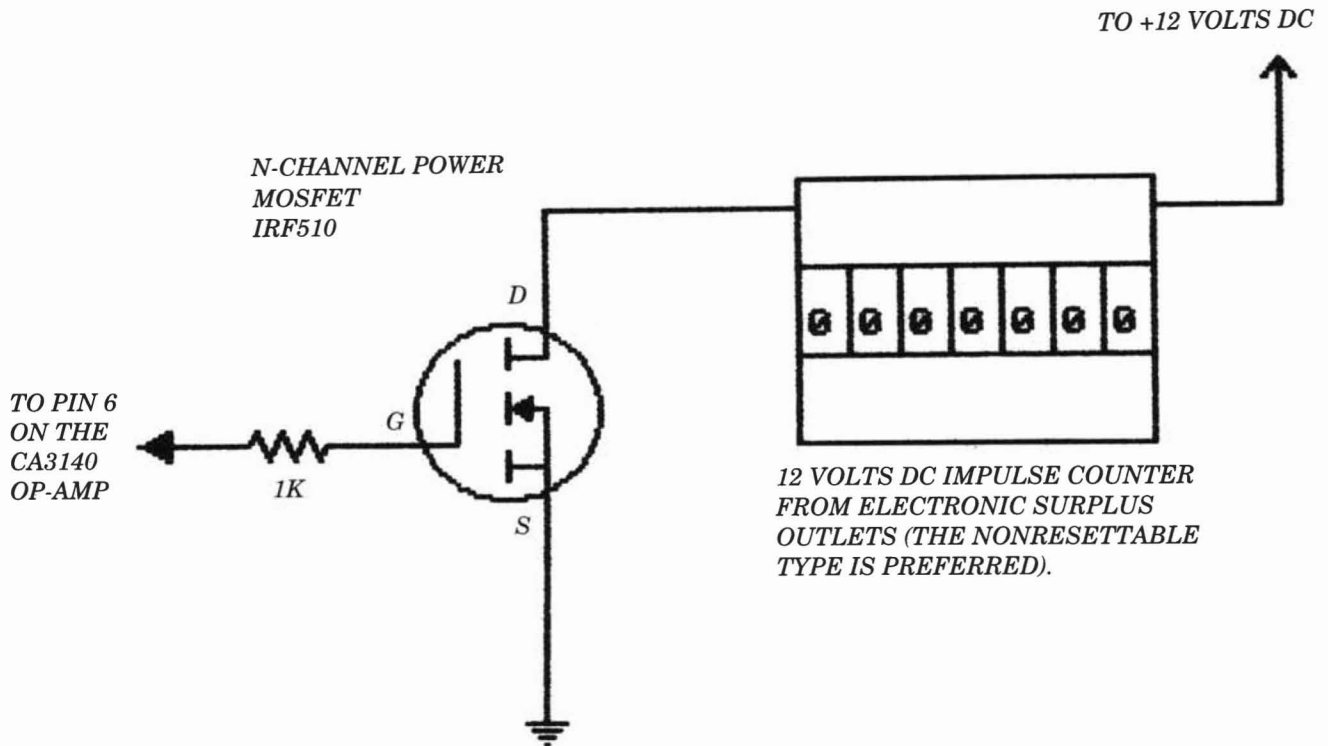 TO +12 VOLTS DC
N-CHANNEL POWER
MOSFET
IRF510
D
0 0 0 0 0 0 0
TO PIN 6
ON THE
CA3140
OP-AMP
G
1K
S
12 VOLTS DC IMPULSE COUNTER
FROM ELECTRONIC SURPLUS
OUTLETS (THE NONRESETTABLE
TYPE IS PREFERRED).